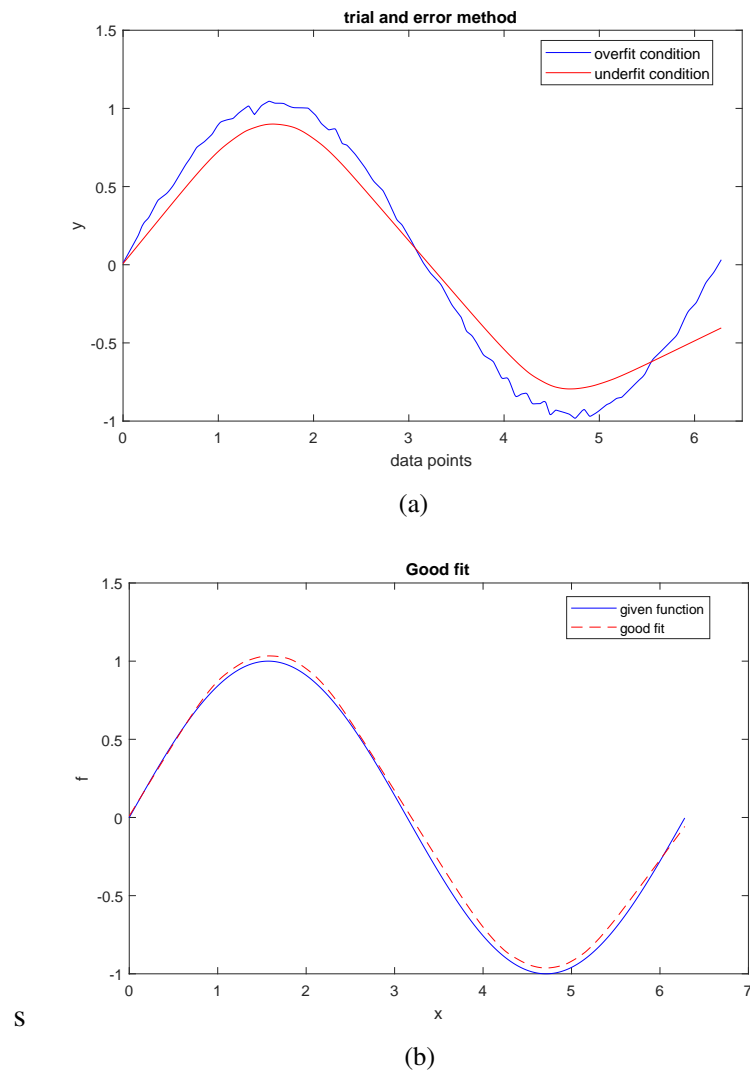 trial and error method
overfit condition
underfit condition
1.5
1
0.5
0
-0.5
-1
y
0 1 2 3 4 5 6
data points
(a)
Good fit
given function
good fit
1.5
1
0.5
0
-0.5
-1
f
0 1 2 3 4 5 6 7
x
s
(b)